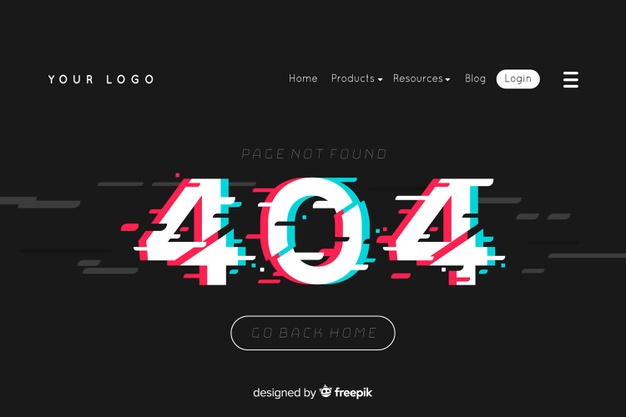 YOUR LOGO
Home Products Resources Blog Login
PAGE NOT FOUND
404
GO BACK HOME
designed by freepik